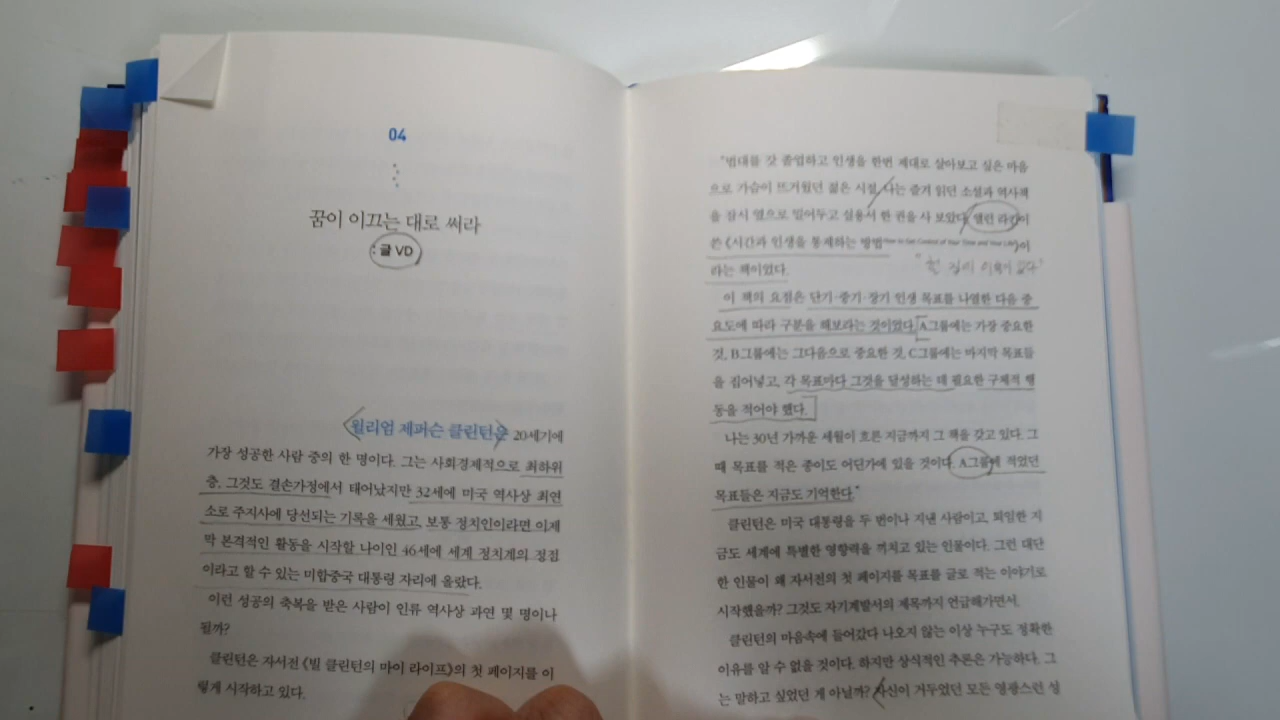 04
꿈이 이끄는 대로 써라
: 글 VD
윌리엄 제퍼슨 클린턴은 20세기에
가장 성공한 사람 중의 한 명이다. 그는 사회경제적으로 최하위
층, 그것도 결손가정에서 태어났지만 32세에 미국 역사상 최연
소로 주지사에 당선되는 기록을 세웠고, 보통 정치인이라면 이제
막 본격적인 활동을 시작할 나이인 46세에 세계 정치계의 정점
이라고 할 수 있는 미합중국 대통령 자리에 올랐다.
이런 성공의 축복을 받은 사람이 인류 역사상 과연 몇 명이나
될까?
클린턴은 자서전 《빌 클린턴의 마이 라이프》의 첫 페이지를 이
렇게 시작하고 있다.
"법대를 갓 졸업하고 인생을 한번 제대로 살아보고 싶은 마음
으로 가슴이 뜨거웠던 젊은 시절, 나는 즐겨 읽던 소설과 역사책
을 잠시 옆으로 밀어두고 실용서 한 권을 사 보았다. 앨런 라킨이
쓴 《시간과 인생을 통제하는 방법How to Get Control of Your Time and Your Life》이
라는 책이었다.
이 책의 요점은 단기·중기·장기 인생 목표를 나열한 다음 중
요도에 따라 구분을 해보라는 것이었다. A그룹에는 가장 중요한
것, B그룹에는 그다음으로 중요한 것, C그룹에는 마지막 목표들
을 집어넣고, 각 목표마다 그것을 달성하는 데 필요한 구체적 행
동을 적어야 했다.
나는 30년 가까운 세월이 흐른 지금까지 그 책을 갖고 있다. 그
때 목표를 적은 종이도 어딘가에 있을 것이다. A그룹에 적었던
목표들은 지금도 기억한다."
클린턴은 미국 대통령을 두 번이나 지낸 사람이고, 퇴임한 지
금도 세계에 특별한 영향력을 끼치고 있는 인물이다. 그런 대단
한 인물이 왜 자서전의 첫 페이지를 목표를 글로 적는 이야기로
시작했을까? 그것도 자기계발서의 제목까지 언급해가면서.
클린턴의 마음속에 들어갔다 나오지 않는 이상 누구도 정확한
이유를 알 수 없을 것이다. 하지만 상식적인 추론은 가능하다. 그
는 말하고 싶었던 게 아닐까? 자신이 거두었던 모든 영광스런 성